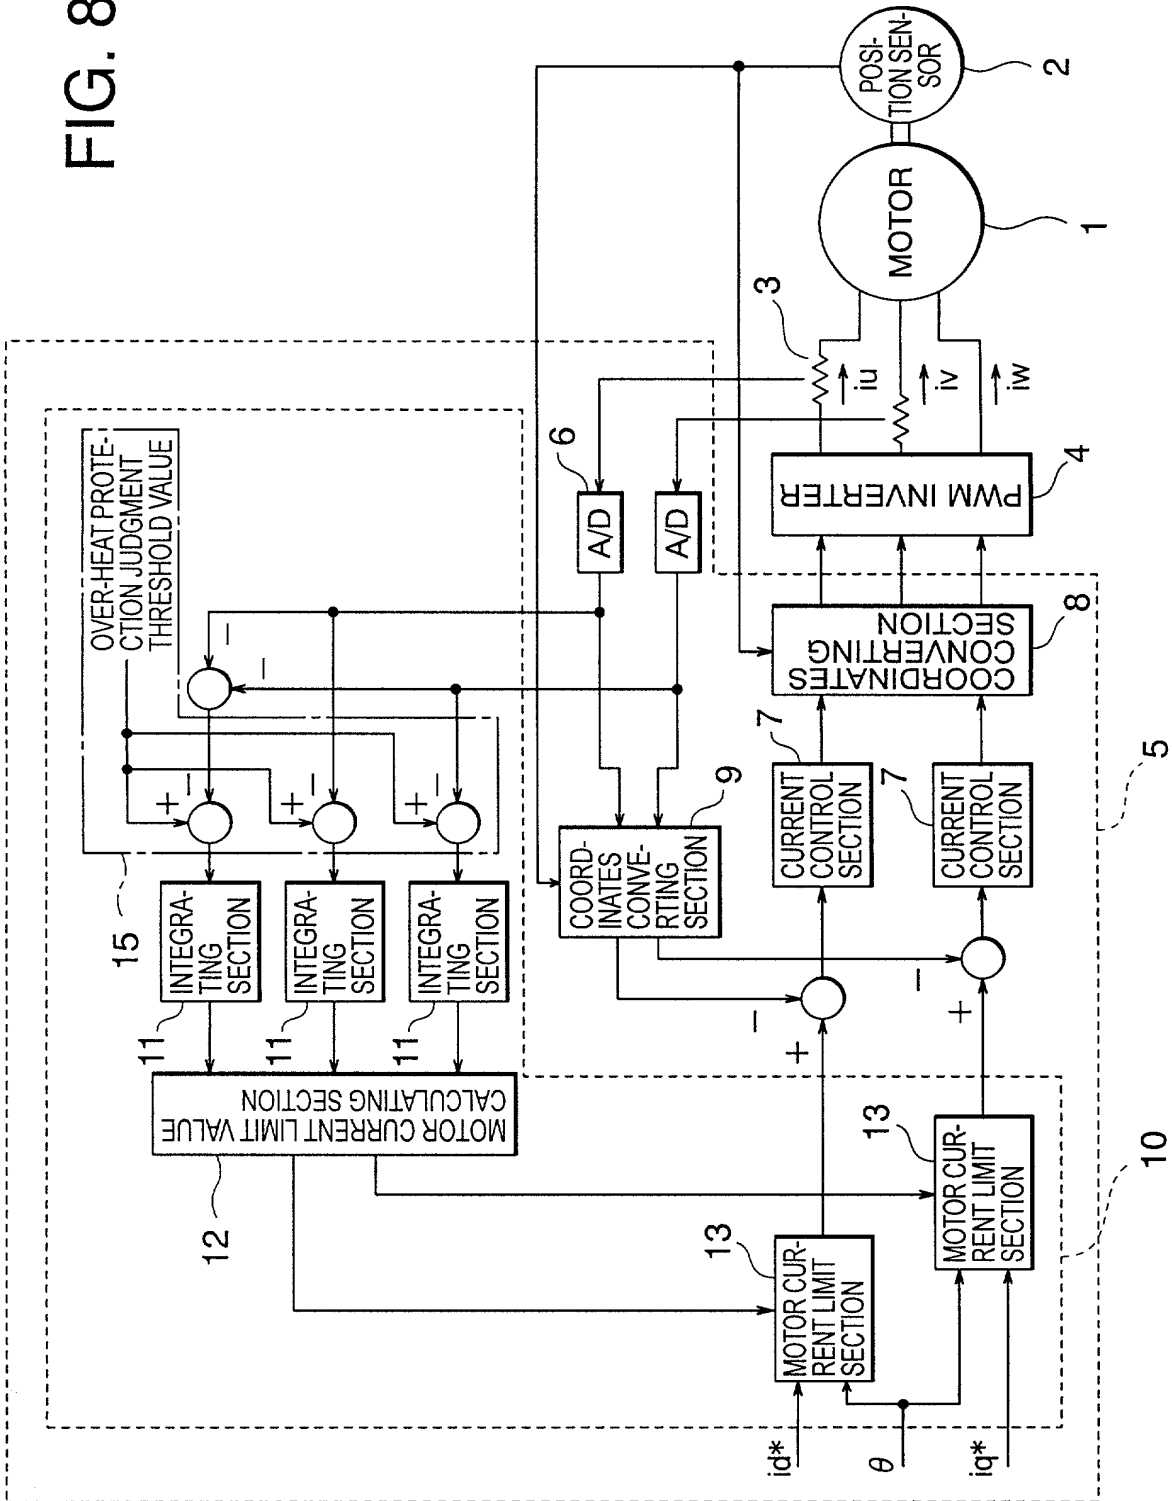 FIG. 8
OVER-HEAT PROTE-
CTION JUDGMENT
THRESHOLD VALUE
15
−
−
+
−
+
−
+
−
INTEGRA-
TING
SECTION
11
INTEGRA-
TING
SECTION
11
INTEGRA-
TING
SECTION
11
MOTOR CURRENT LIMIT VALUE
CALCULATING SECTION
12
6
A/D
A/D
COORD-
INATES
CONVE-
RTING
SECTION
9
POSI-
TION SEN-
SOR
2
MOTOR
1
3
iu
iv
iw
PWM INVERTER
4
COORDINATES
CONVERTING
SECTION
8
7
CURRENT
CONTROL
SECTION
7
CURRENT
CONTROL
SECTION
5
−
+
−
+
13
MOTOR CUR-
RENT LIMIT
SECTION
13
MOTOR CUR-
RENT LIMIT
SECTION
10
id*
θ
iq*